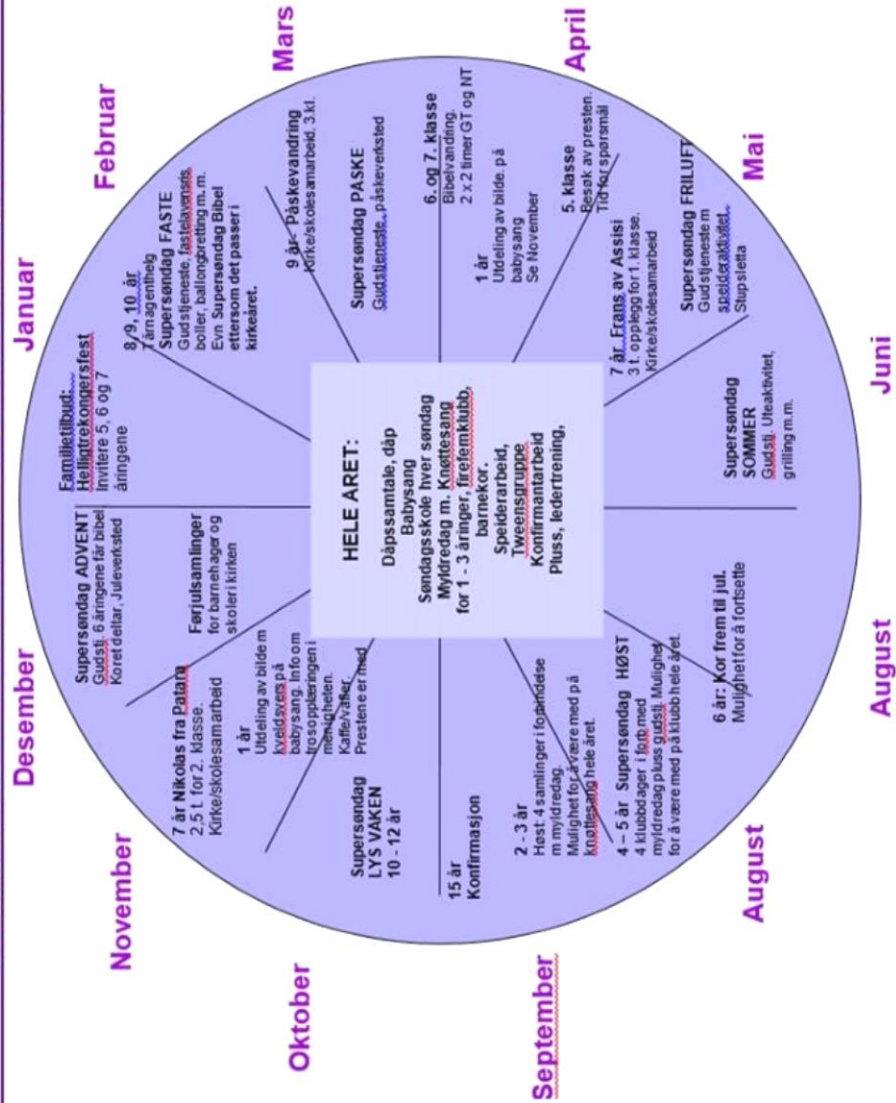 Januar
Familietilbud:
Helligtrekongersfest
Invitere 5, 6 og 7
åringene
Februar
8/9, 10 år
Tårnagenthelg
Supersøndag FASTE
Gudstjeneste, fastelavensris,
boller, ballongbretting m. m.
Evn Supersøndag Bibel
ettersom det passer i
kirkeåret.
Mars
9 år- Påskevandring
Kirke/skolesamarbeid, 3.kl.
Supersøndag PÅSKE
Gudstjeneste, påskeverksted
April
6. og 7. klasse
Bibelvandring.
2 x 2 timer GT og NT
1 år
Utdeling av bilde. på
babysang
Se November
5. klasse
Besøk av presten.
Tid for spørsmål
Mai
7 år Frans av Assisi
3 t. opplegg for 1. klasse.
Kirke/skolesamarbeid
Supersøndag FRILUFT
Gudstjeneste m
speideraktivitet,
Stupsletta
Juni
Supersøndag
SOMMER
Gudstj. Uteaktivitet,
grilling m.m.
August
6 år: Kor frem til jul.
Mulighet for å fortsette
August
4 – 5 år Supersøndag HØST
4 klubbdager i forb med
myldredag pluss gudstj. Mulighet
for å være med på klubb hele året.
September
2 - 3 år
Høst: 4 samlinger i forbindelse
m myldredag.
Mulighet for å være med på
knøttesang hele året.
15 år
Konfirmasjon
Oktober
Supersøndag
LYS VÅKEN
10 - 12 år
November
1 år
Utdeling av bilde m
kveldsvers på
babysang. Info om
trosopplæringen i
menigheten.
Kaffe/vafler.
Prestene er med
7 år Nikolas fra Patara
2,5 t. for 2. klasse.
Kirke/skolesamarbeid
Desember
Supersøndag ADVENT
Gudstj. 6 åringene får bibel,
Koret deltar, Juleverksted
Førjulsamlinger
for barnehager og
skoler i kirken
HELE ÅRET:
Dåpssamtale, dåp
Babysang
Søndagsskole hver søndag
Myldredag m. Knøttesang
for 1 - 3 åringer, firefemklubb,
barnekor.
Speiderarbeid,
Tweensgruppe
Konfirmantarbeid
Pluss, ledertrening,